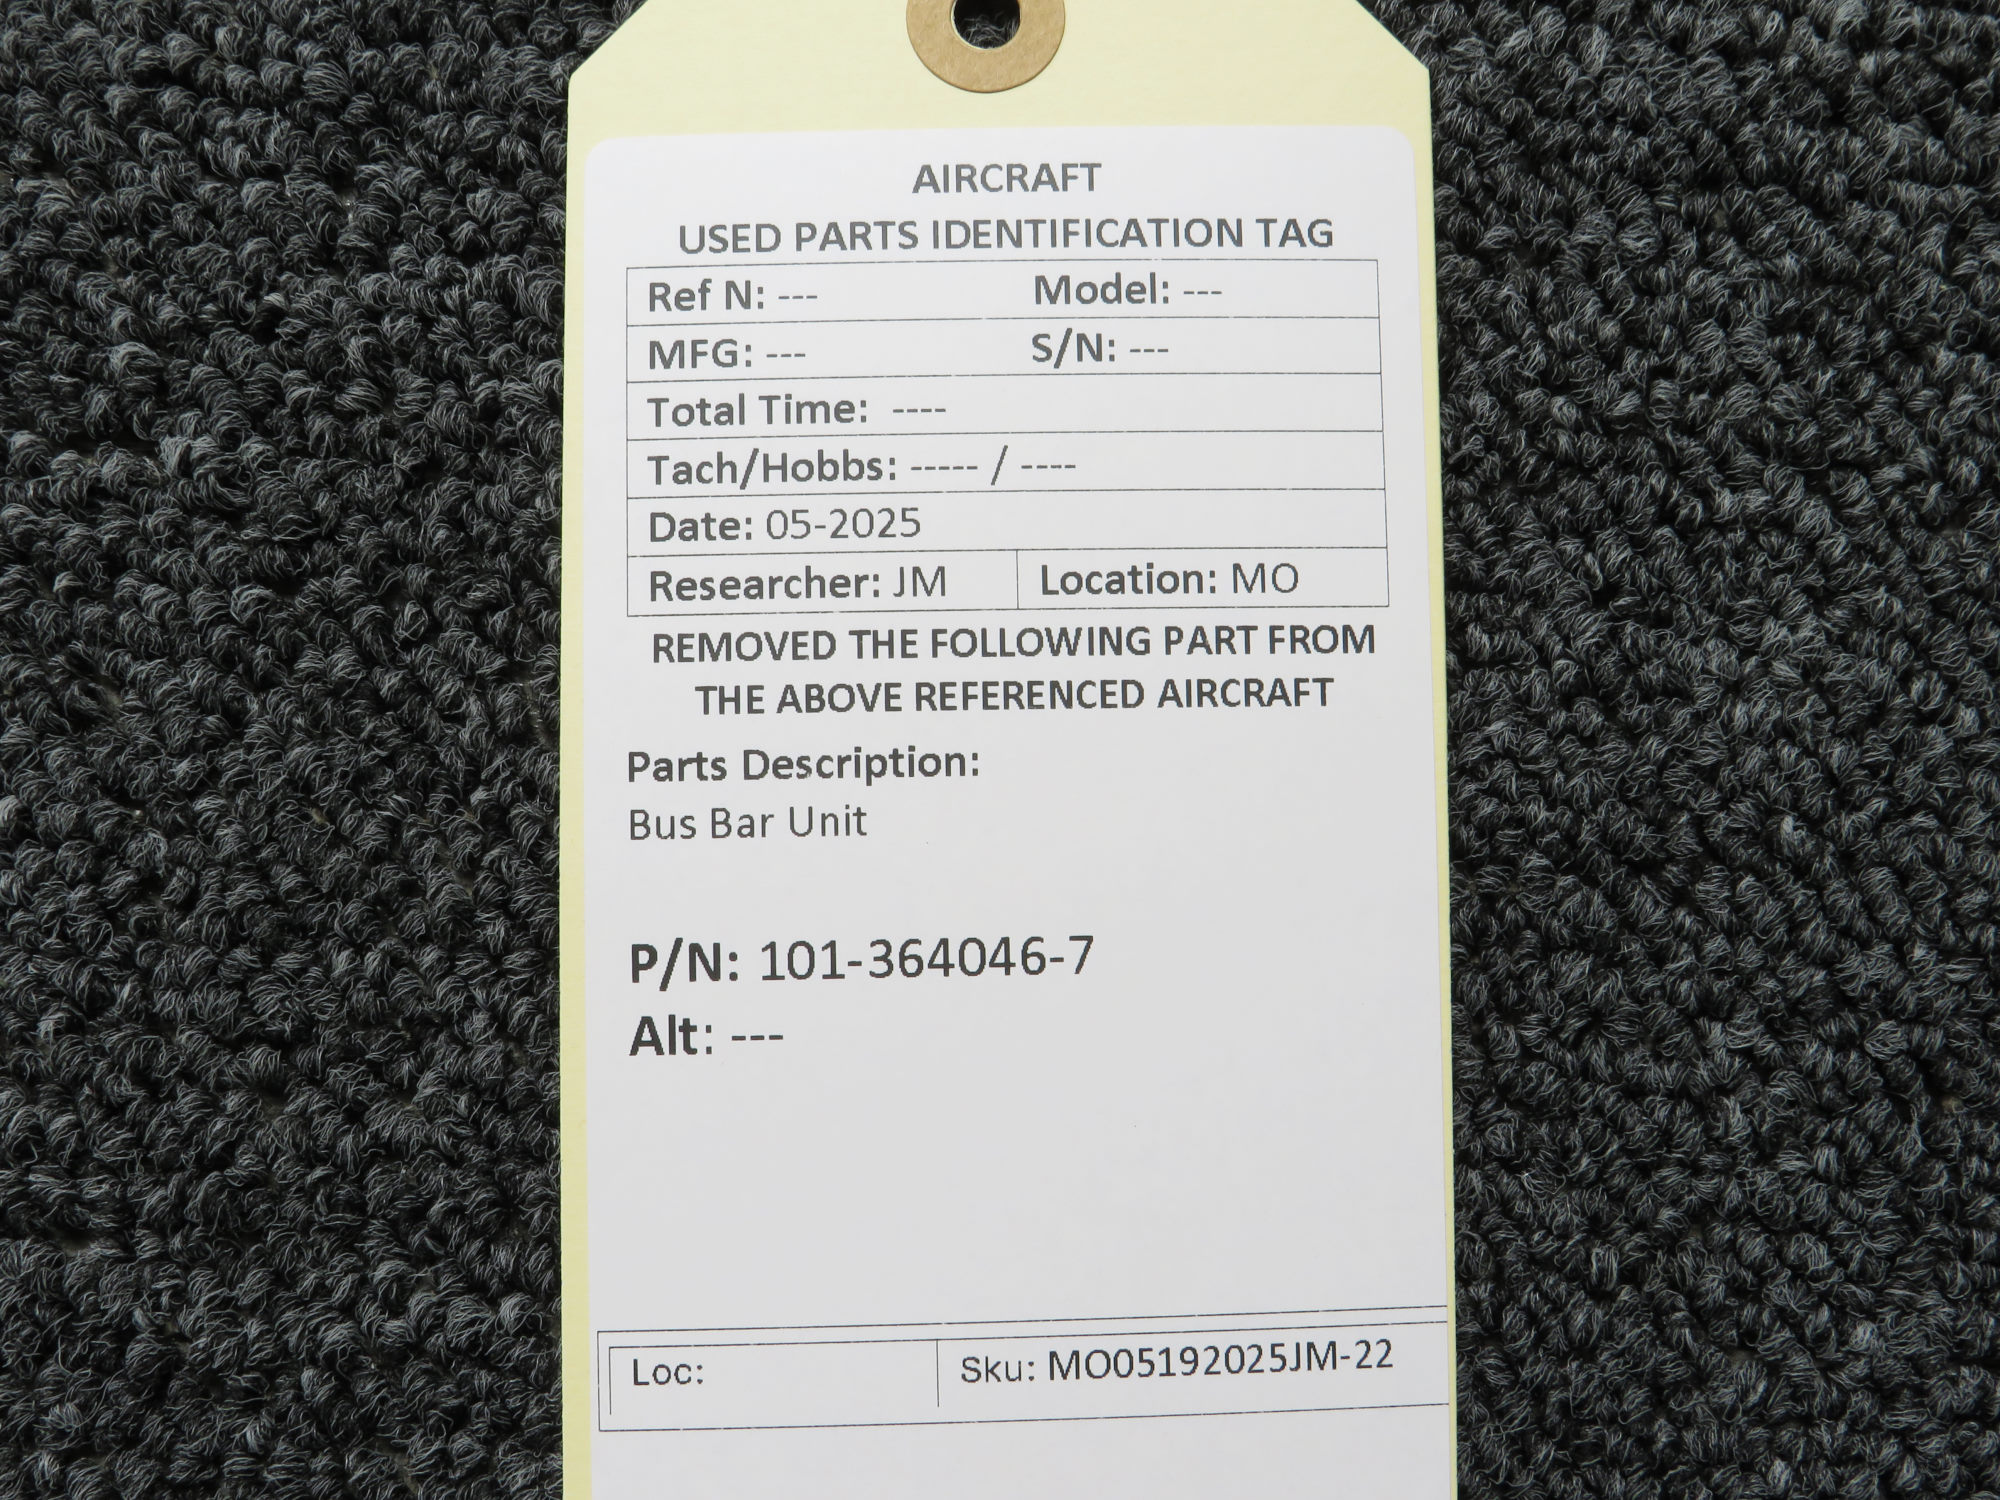 AIRCRAFT
USED PARTS IDENTIFICATION TAG
Ref N: --- Model: ---
MFG: --- S/N: ---
Total Time: ----
Tach/Hobbs: ----- / ----
Date: 05-2025
Researcher: JM Location: MO
REMOVED THE FOLLOWING PART FROM
THE ABOVE REFERENCED AIRCRAFT
Parts Description:
Bus Bar Unit
P/N: 101-364046-7
Alt: ---
Loc: Sku: MO05192025JM-22